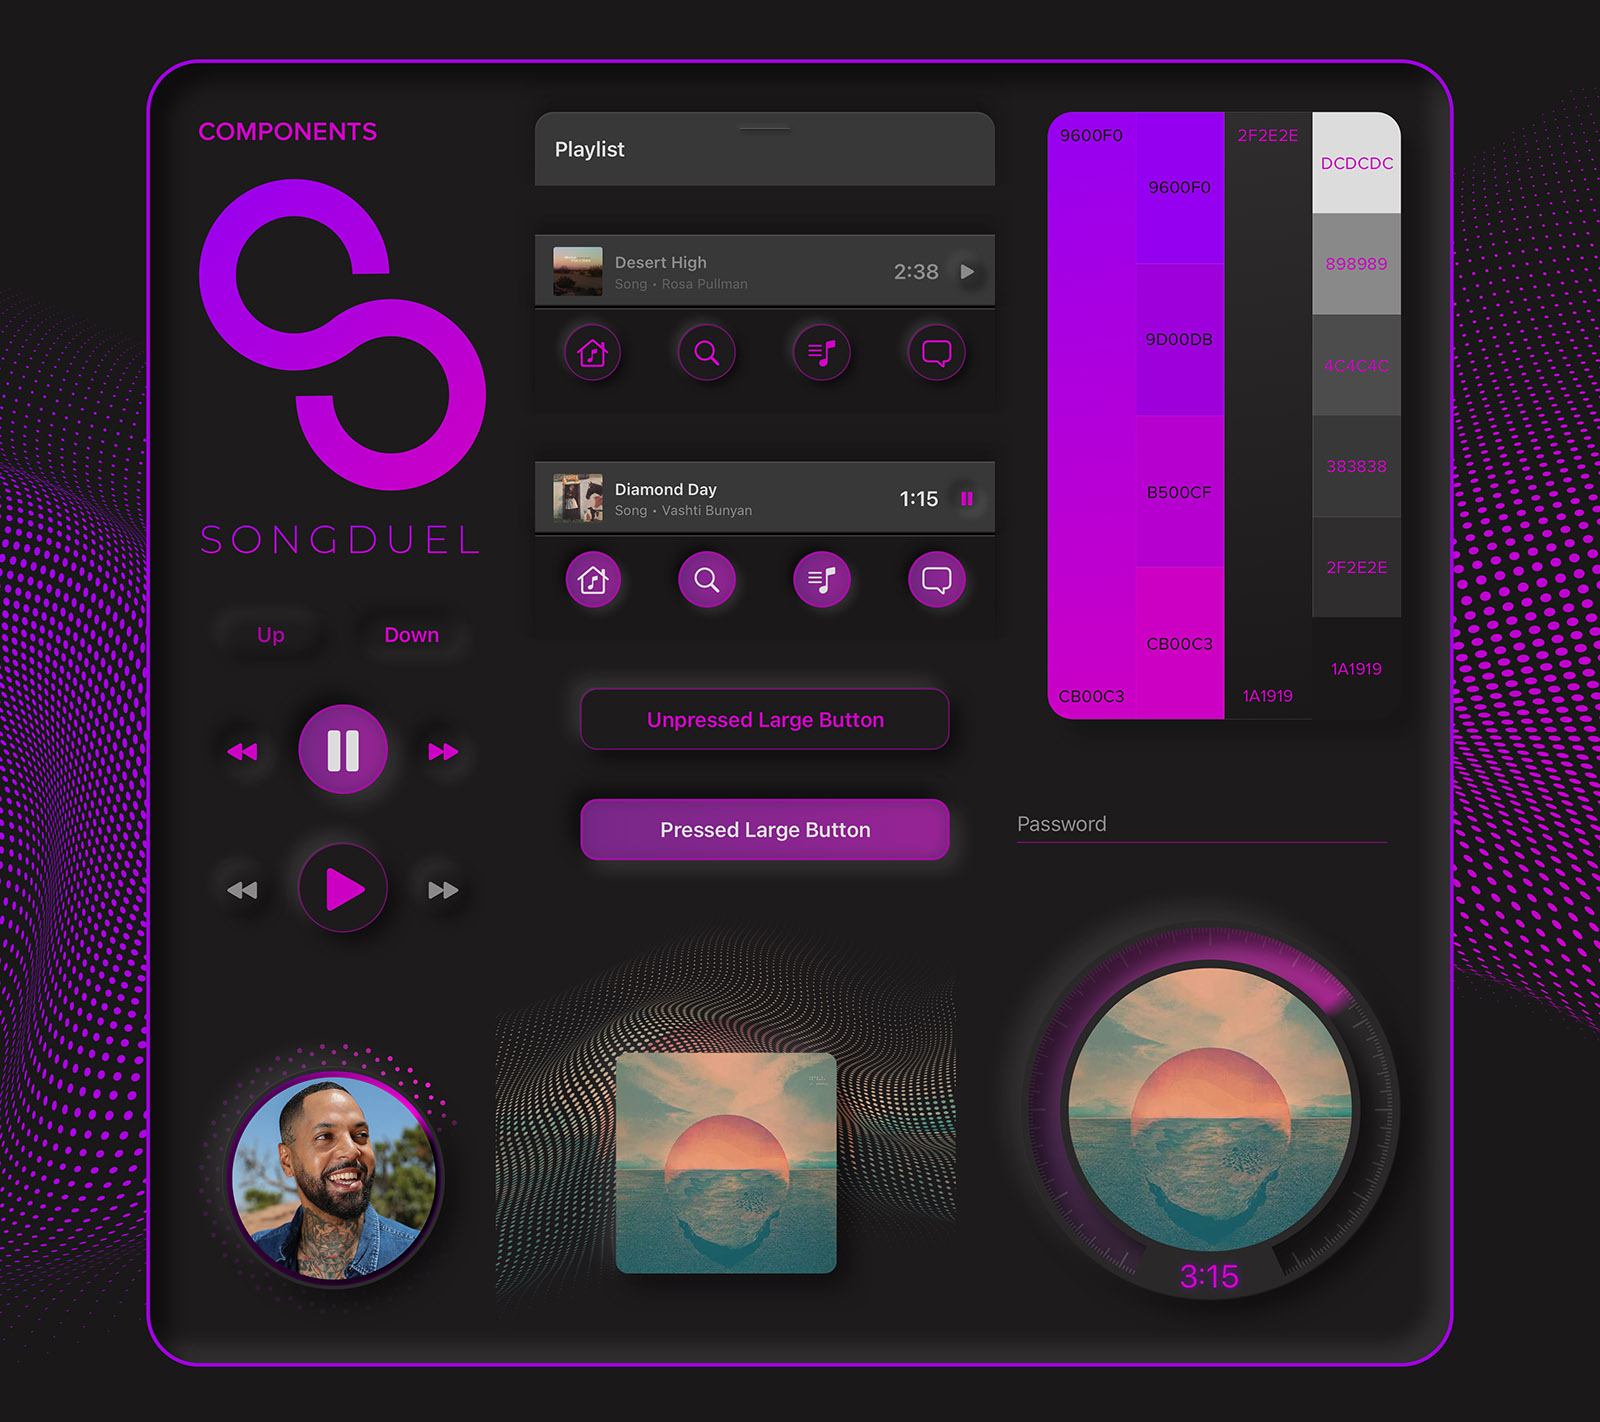 COMPONENTS
SONGDUEL
Up
Down
Playlist
Desert High
Song • Rosa Pullman
2:38
Diamond Day
Song • Vashti Bunyan
1:15
Unpressed Large Button
Pressed Large Button
9600F0
CB00C3
9600F0
9D00DB
B500CF
CB00C3
2F2E2E
1A1919
DCDCDC
898989
4C4C4C
383838
2F2E2E
1A1919
Password
3:15